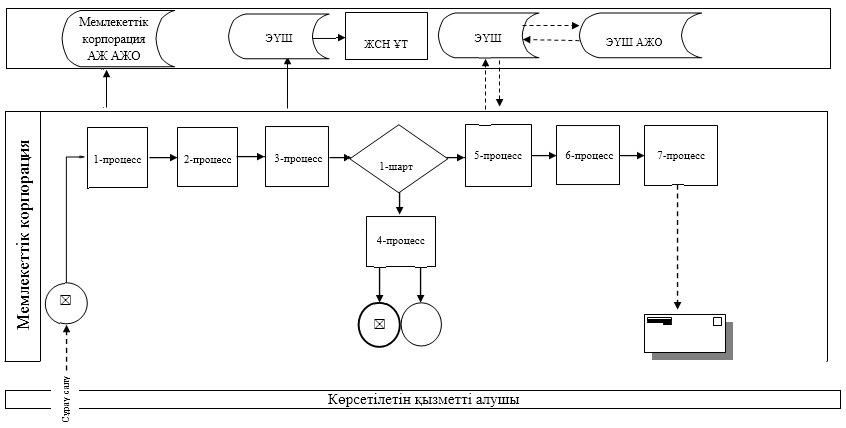 Мемлекеттік
корпорация
АЖ АЖО
ЭҮШ
ЖСН ҰТ
ЭҮШ
ЭҮШ АЖО
Мемлекеттік корпорация
1-процесс
2-процесс
3-процесс
1-шарт
5-процесс
6-процесс
7-процесс
4-процесс
Сұрау салу
Көрсетілетін қызметті алушы